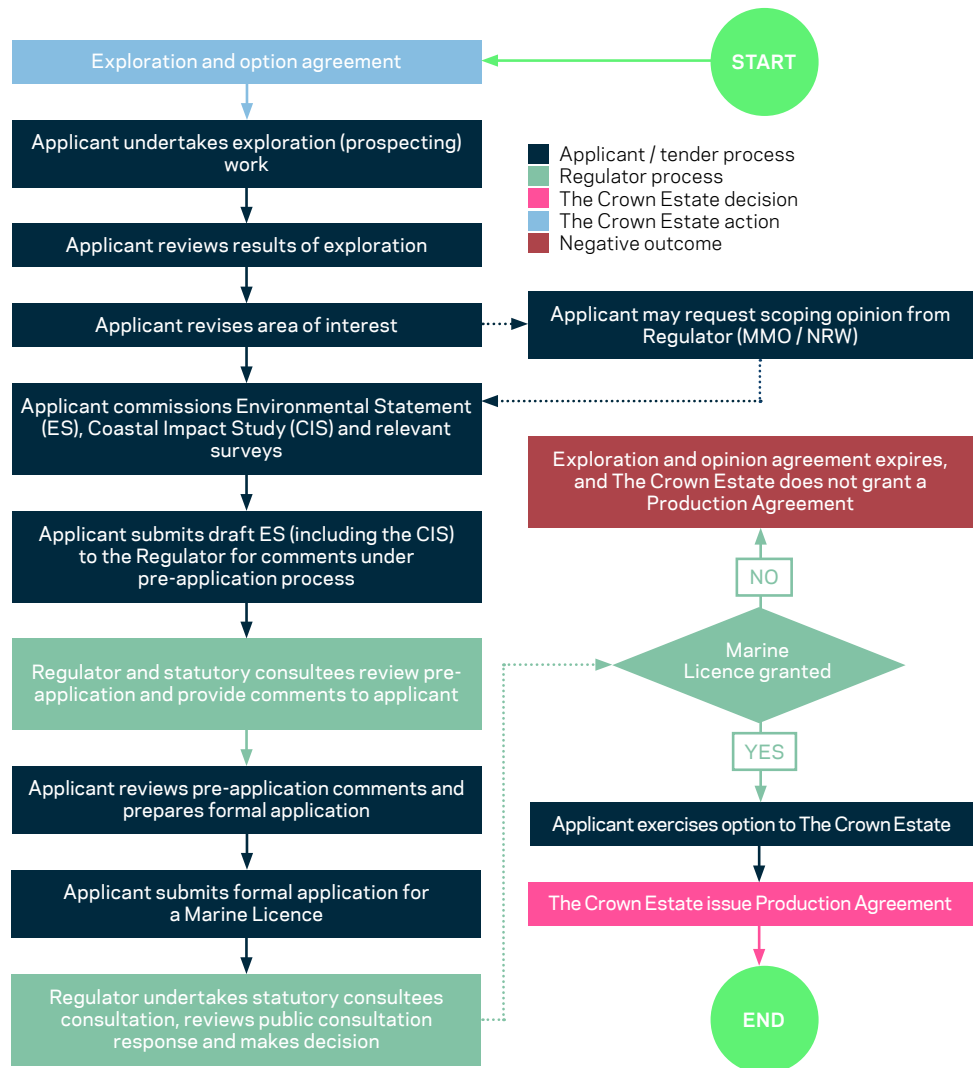 START
Exploration and option agreement
Applicant undertakes exploration (prospecting)
work
Applicant / tender process
Regulator process
The Crown Estate decision
The Crown Estate action
Negative outcome
Applicant reviews results of exploration
Applicant revises area of interest
Applicant may request scoping opinion from
Regulator (MMO / NRW)
Applicant commissions Environmental Statement
(ES), Coastal Impact Study (CIS) and relevant
surveys
Applicant submits draft ES (including the CIS)
to the Regulator for comments under
pre-application process
Regulator and statutory consultees review pre-
application and provide comments to applicant
Applicant reviews pre-application comments and
prepares formal application
Applicant submits formal application for
a Marine Licence
Regulator undertakes statutory consultees
consultation, reviews public consultation
response and makes decision
Marine
Licence granted
NO
Exploration and opinion agreement expires,
and The Crown Estate does not grant a
Production Agreement
YES
Applicant exercises option to The Crown Estate
The Crown Estate issue Production Agreement
END